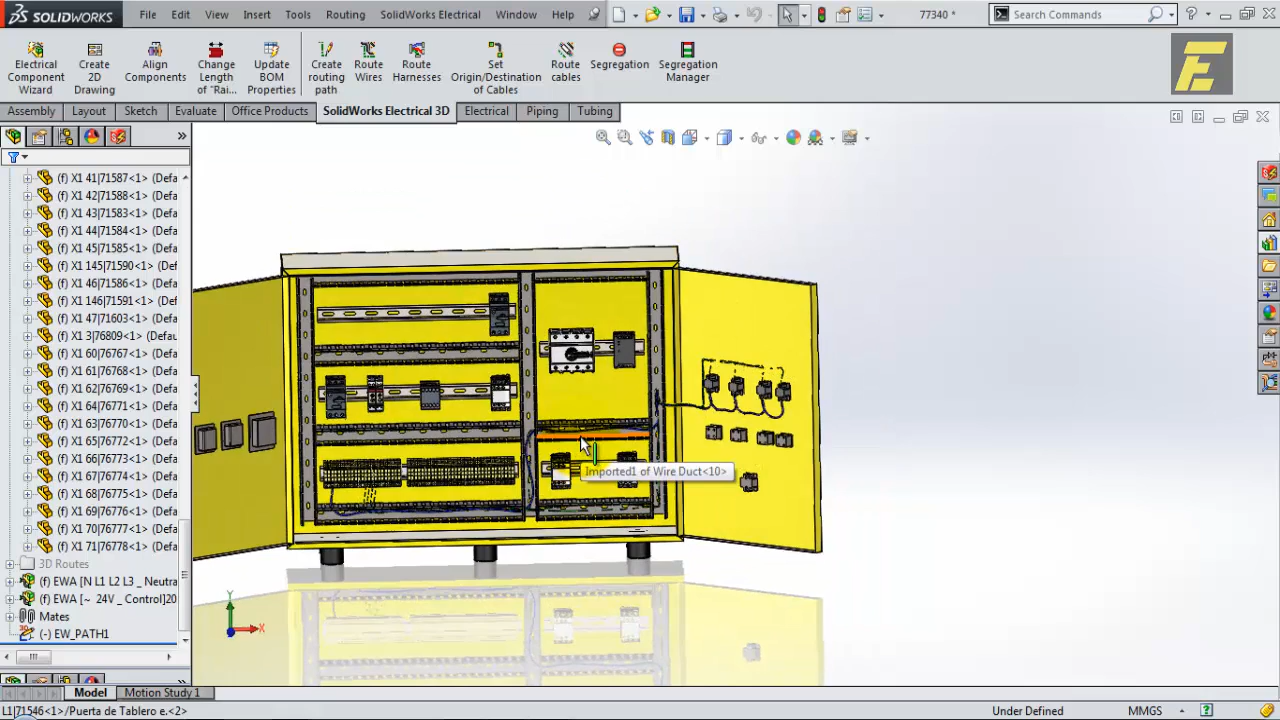 SOLIDWORKS File Edit View Insert Tools Routing SolidWorks Electrical Window Help 77340 * Search Commands
Electrical Component Wizard
Create 2D Drawing
Align Components
Change Length of "Rai...
Update BOM Properties
Create routing path
Route Wires
Route Harnesses
Set Origin/Destination of Cables
Route cables
Segregation
Segregation Manager
Assembly Layout Sketch Evaluate Office Products SolidWorks Electrical 3D Electrical Piping Tubing
(f) X1 41|71587<1> (Defa
(f) X1 42|71588<1> (Defa
(f) X1 43|71583<1> (Defa
(f) X1 44|71584<1> (Defa
(f) X1 45|71585<1> (Defa
(f) X1 145|71590<1> (Defa
(f) X1 46|71586<1> (Defa
(f) X1 146|71591<1> (Defa
(f) X1 47|71603<1> (Defa
(f) X1 3|76809<1> (Defau
(f) X1 60|76767<1> (Defa
(f) X1 61|76768<1> (Defa
(f) X1 62|76769<1> (Defa
(f) X1 64|76771<1> (Defa
(f) X1 63|76770<1> (Defa
(f) X1 65|76772<1> (Defa
(f) X1 66|76773<1> (Defa
(f) X1 67|76774<1> (Defa
(f) X1 68|76775<1> (Defa
(f) X1 69|76776<1> (Defa
(f) X1 70|76777<1> (Defa
(f) X1 71|76778<1> (Defa
3D Routes
(f) EWA [N L1 L2 L3 _ Neutra
(f) EWA [~ 24V _ Control]20
Mates
(-) EW_PATH1
Imported1 of Wire Duct<10>
Y
X
Model Motion Study 1
L1|71546<1>/Puerta de Tablero e.<2> Under Defined MMGS